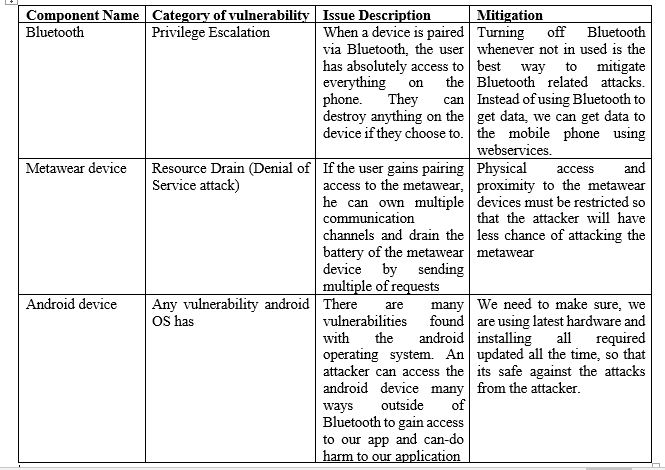 Component Name Category of vulnerability Issue Description Mitigation
Bluetooth
Privilege Escalation
When a device is paired
via Bluetooth, the user
has absolutely access to
everything on the
phone. They can
destroy anything on the
device if they choose to.
Turning off Bluetooth
whenever not in used is the
best way to mitigate
Bluetooth related attacks.
Instead of using Bluetooth to
get data, we can get data to
the mobile phone using
webservices.
Metawear device
Resource Drain (Denial of
Service attack)
If the user gains pairing
access to the metawear,
he can own multiple
communication
channels and drain the
battery of the metawear
device by sending
multiple of requests
Physical access and
proximity to the metawear
devices must be restricted so
that the attacker will have
less chance of attacking the
metawear
Android device
Any vulnerability android
OS has
There are many
vulnerabilities found
with the android
operating system. An
attacker can access the
android device many
ways outside of
Bluetooth to gain access
to our app and can-do
harm to our application
We need to make sure, we
are using latest hardware and
installing all required
updated all the time, so that
its safe against the attacks
from the attacker.